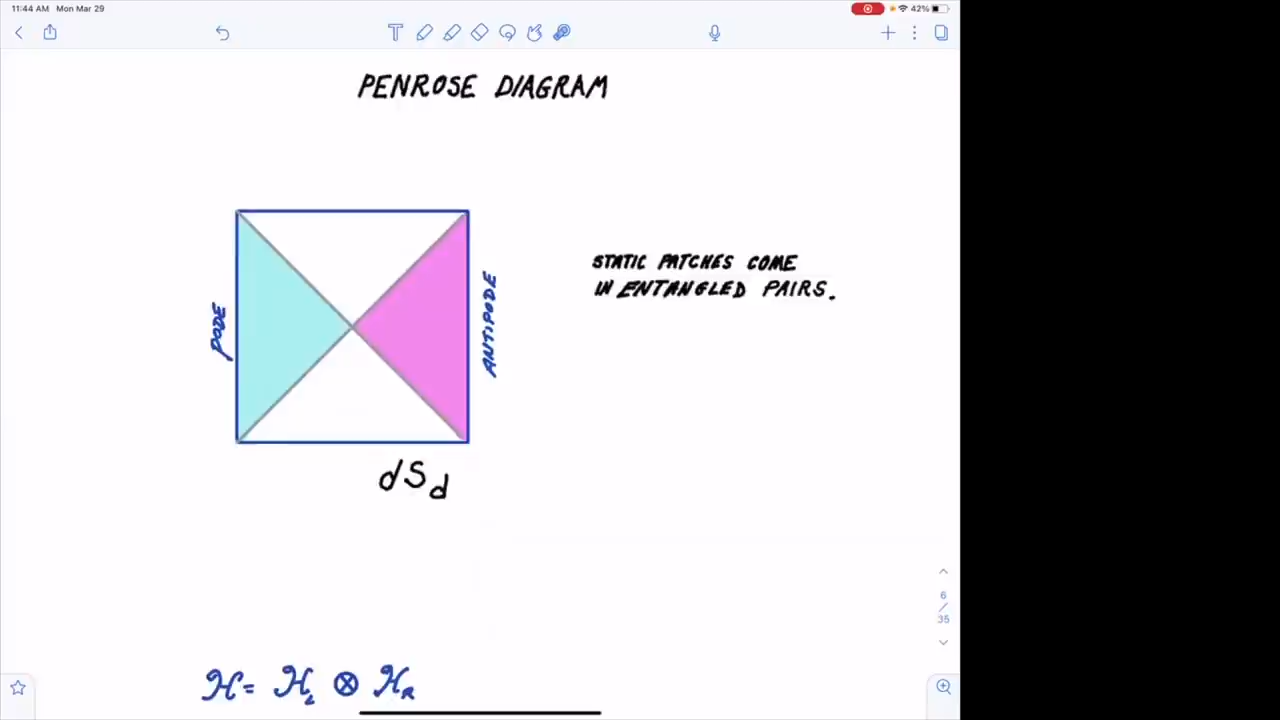 11:44 AM Mon Mar 29
42%
PENROSE DIAGRAM
STATIC PATCHES COME
IN ENTANGLED PAIRS.
PODE
ANTIPODE
dS_d
6
/
35
ℋ = ℋ_L ⊗ ℋ_R